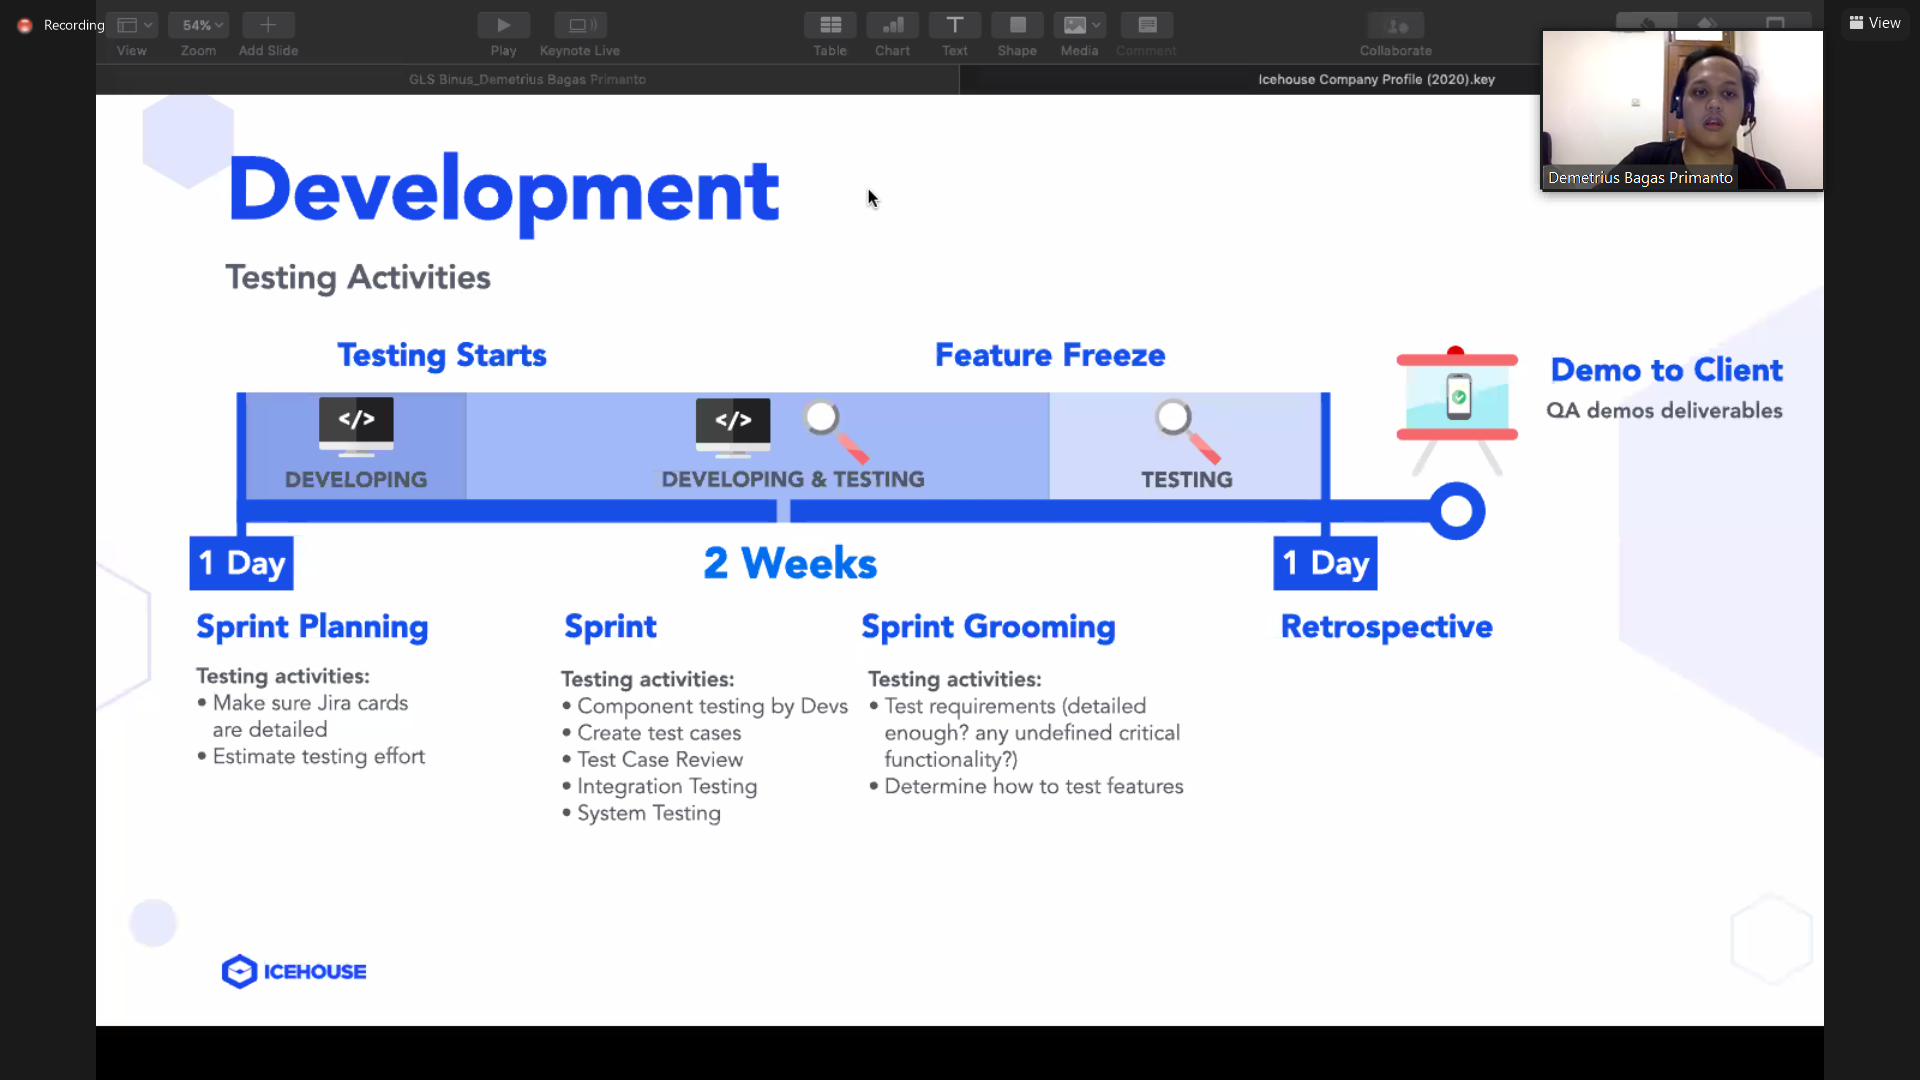 Recording
54%
View
Zoom
Add Slide
Play
Keynote Live
Table
Chart
Text
Shape
Media
Comment
Collaborate
View
GLS Binus_Demetrius Bagas Primanto
Icehouse Company Profile (2020).key
Demetrius Bagas Primanto
Development
Testing Activities
Testing Starts
Feature Freeze
Demo to Client
QA demos deliverables
</>
</>
DEVELOPING
DEVELOPING & TESTING
TESTING
1 Day
2 Weeks
1 Day
Sprint Planning
Testing activities:
• Make sure Jira cards
are detailed
• Estimate testing effort
Sprint
Testing activities:
• Component testing by Devs
• Create test cases
• Test Case Review
• Integration Testing
• System Testing
Sprint Grooming
Testing activities:
• Test requirements (detailed
enough? any undefined critical
functionality?)
• Determine how to test features
Retrospective
ICEHOUSE